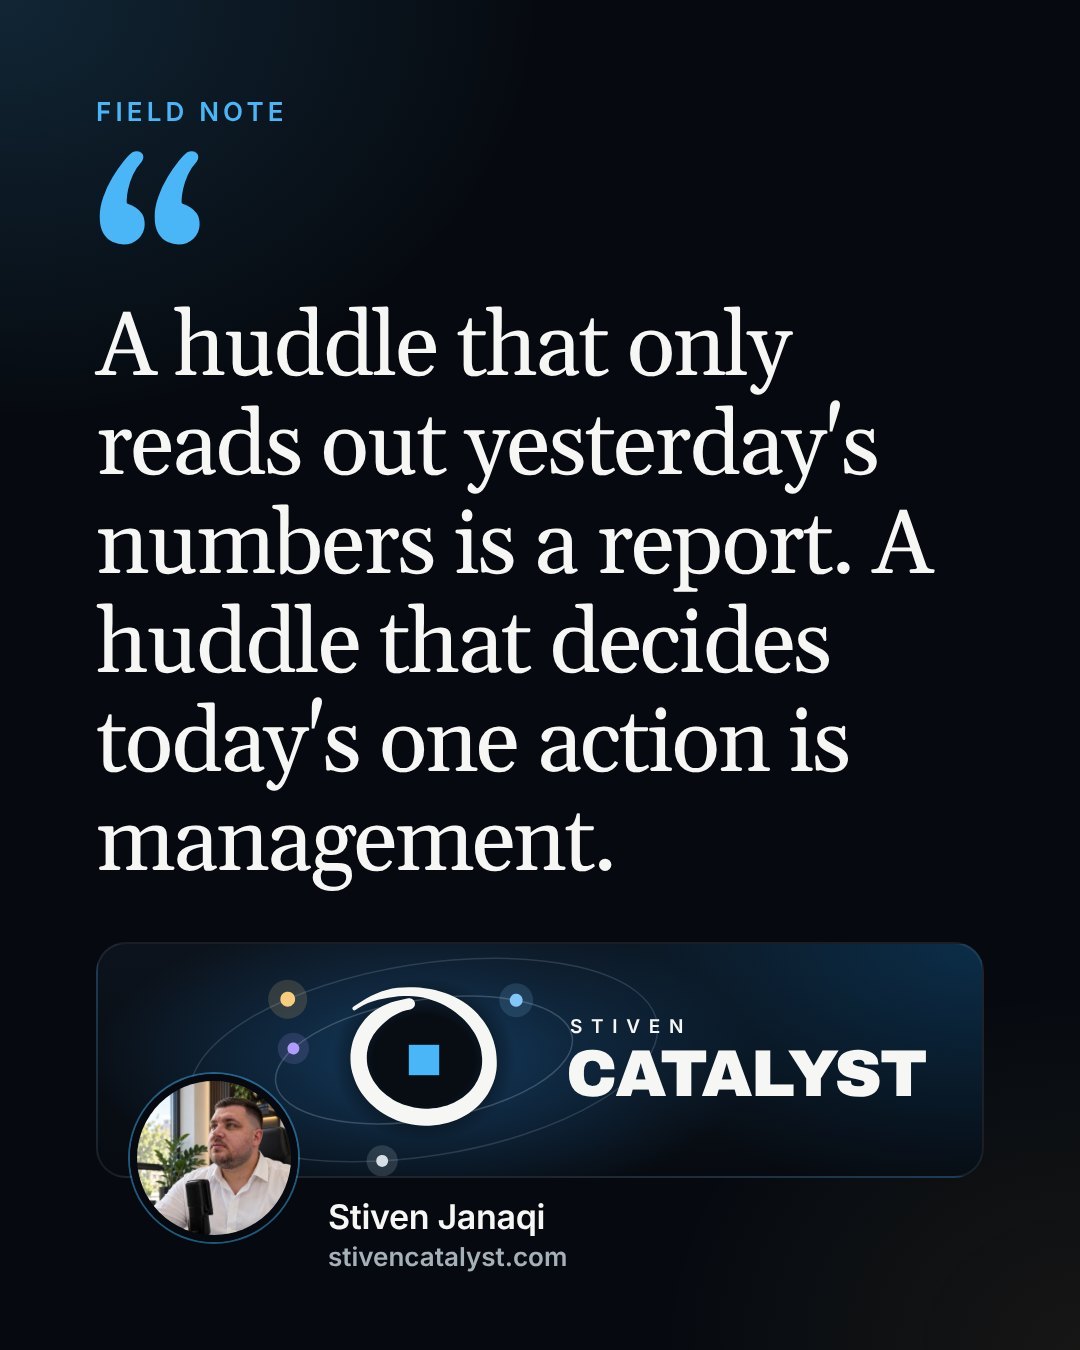 FIELD NOTE
“
A huddle that only
reads out yesterday's
numbers is a report. A
huddle that decides
today's one action is
management.
STIVEN
CATALYST
Stiven Janaqi
stivencatalyst.com